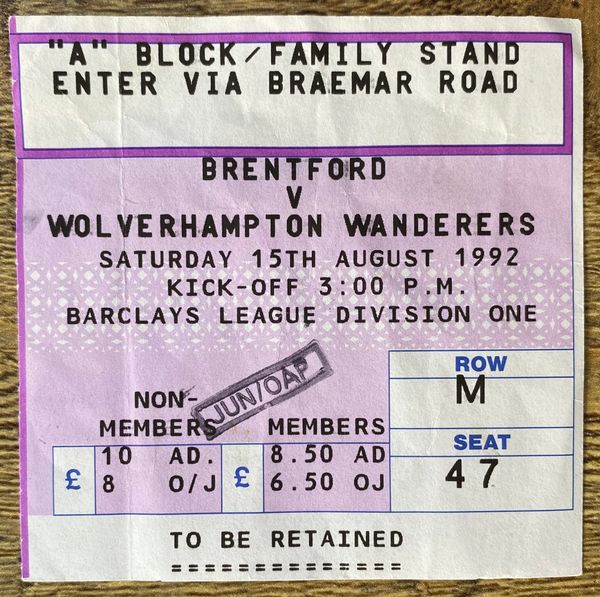 "A" BLOCK/FAMILY STAND
ENTER VIA BRAEMAR ROAD
BRENTFORD
V
WOLVERHAMPTON WANDERERS
SATURDAY 15TH AUGUST 1992
KICK-OFF 3:00 P.M.
BARCLAYS LEAGUE DIVISION ONE
ROW
M
JUN/OAP
NON-
MEMBERS MEMBERS
SEAT
47
£ 10 AD. £ 8.50 AD
8 O/J 6.50 OJ
TO BE RETAINED
==============